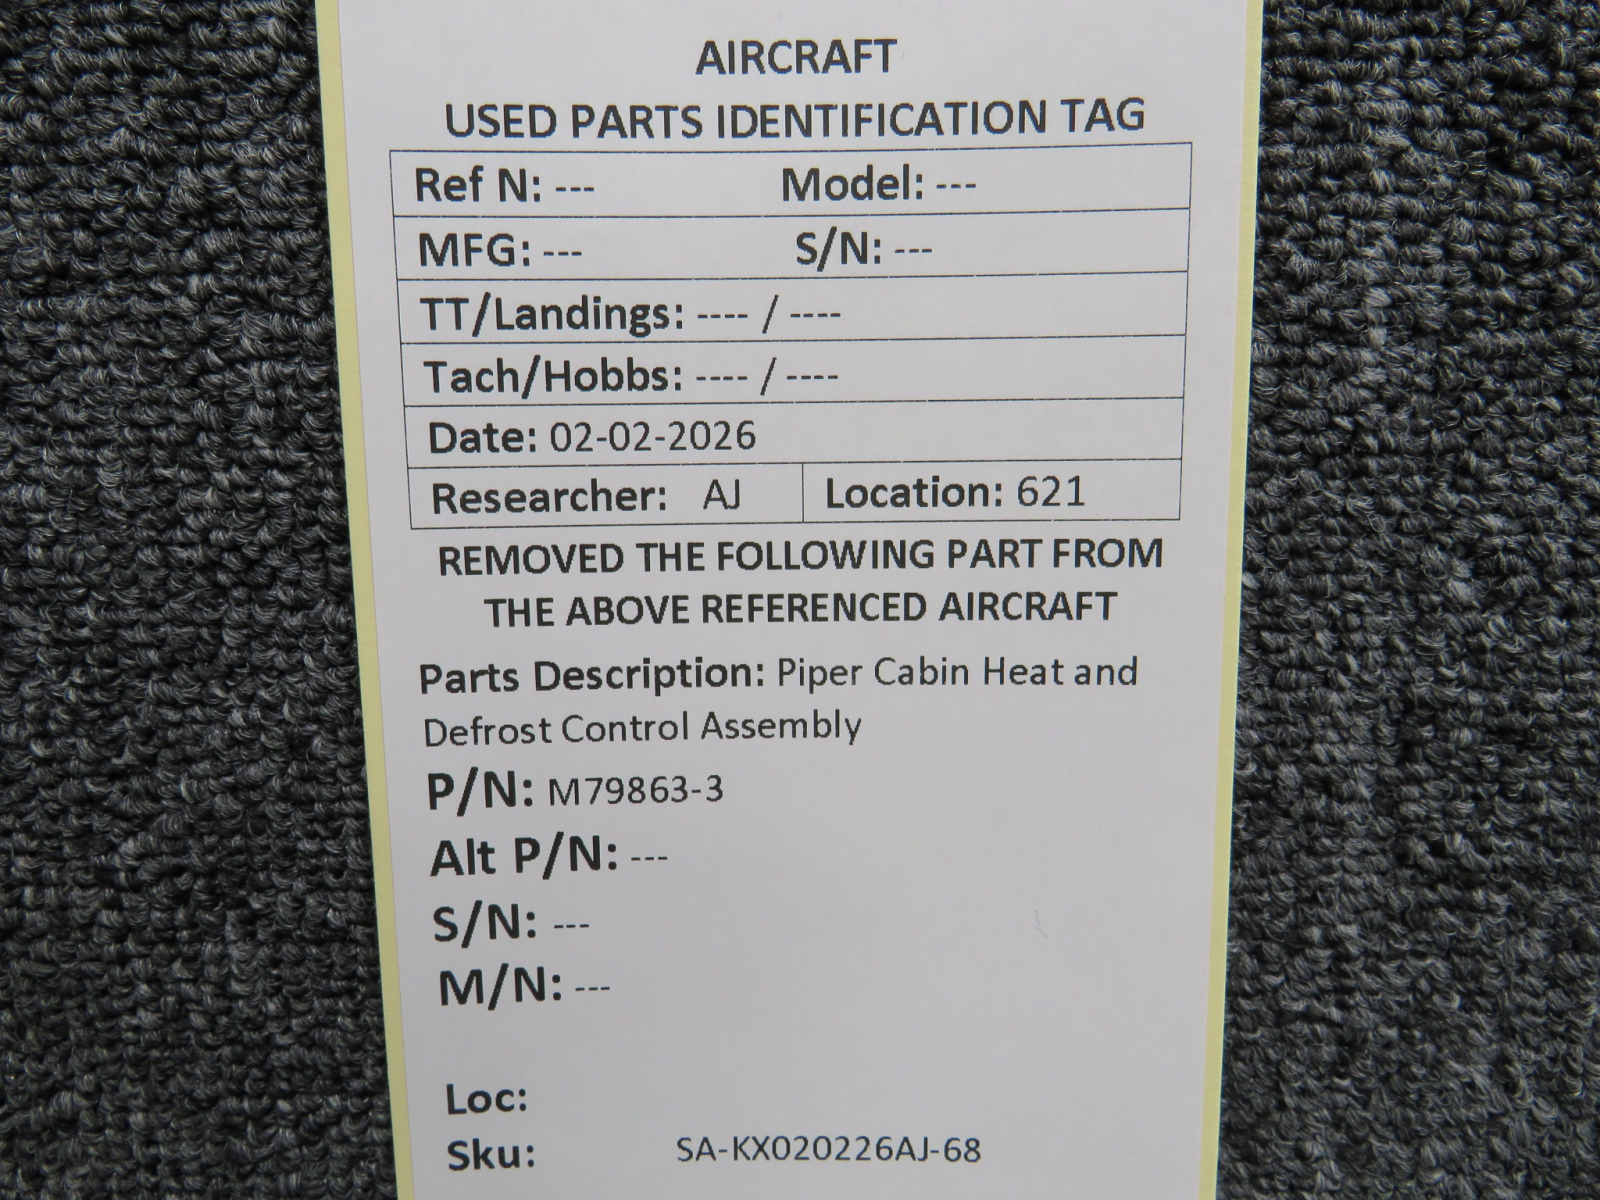 AIRCRAFT
USED PARTS IDENTIFICATION TAG
Ref N: --- Model: ---
MFG: --- S/N: ---
TT/Landings: ---- / ----
Tach/Hobbs: ---- / ----
Date: 02-02-2026
Researcher: AJ Location: 621
REMOVED THE FOLLOWING PART FROM
THE ABOVE REFERENCED AIRCRAFT
Parts Description: Piper Cabin Heat and
Defrost Control Assembly
P/N: M79863-3
Alt P/N: ---
S/N: ---
M/N: ---
Loc:
Sku: SA-KX020226AJ-68